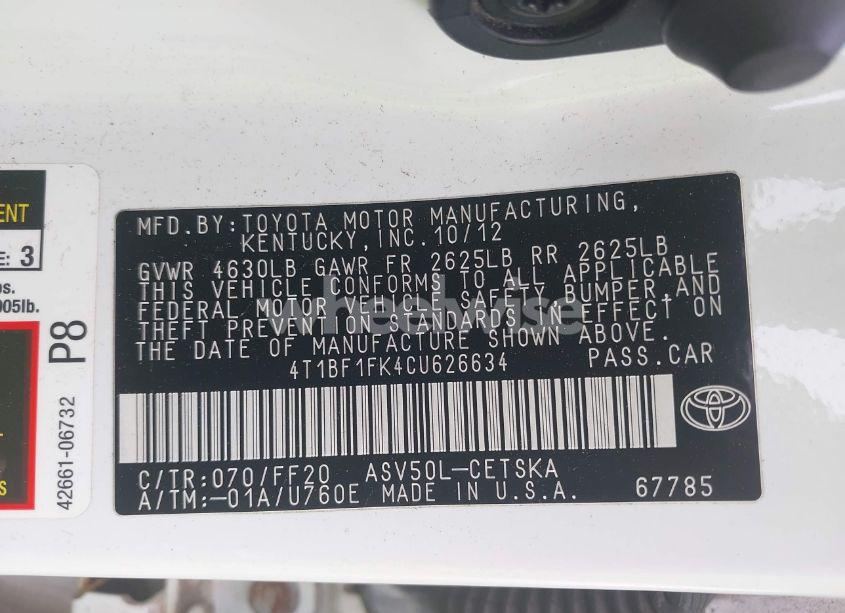 ENT
E: 3
os.
005lb.
S
P8
42661-06732
MFD.BY:TOYOTA MOTOR MANUFACTURING,
KENTUCKY,INC.10/12
GVWR 4630LB GAWR FR 2625LB RR 2625LB
THIS VEHICLE CONFORMS TO ALL APPLICABLE
FEDERAL MOTOR VEHICLE SAFETY,BUMPER,AND
THEFT PREVENTION STANDARDS IN EFFECT ON
THE DATE OF MANUFACTURE SHOWN ABOVE.
4T1BF1FK4CU626634 PASS.CAR
C/TR:070/FF20 ASV50L-CETSKA
A/TM:-01A/U760E MADE IN U.S.A. 67785
wheelwise